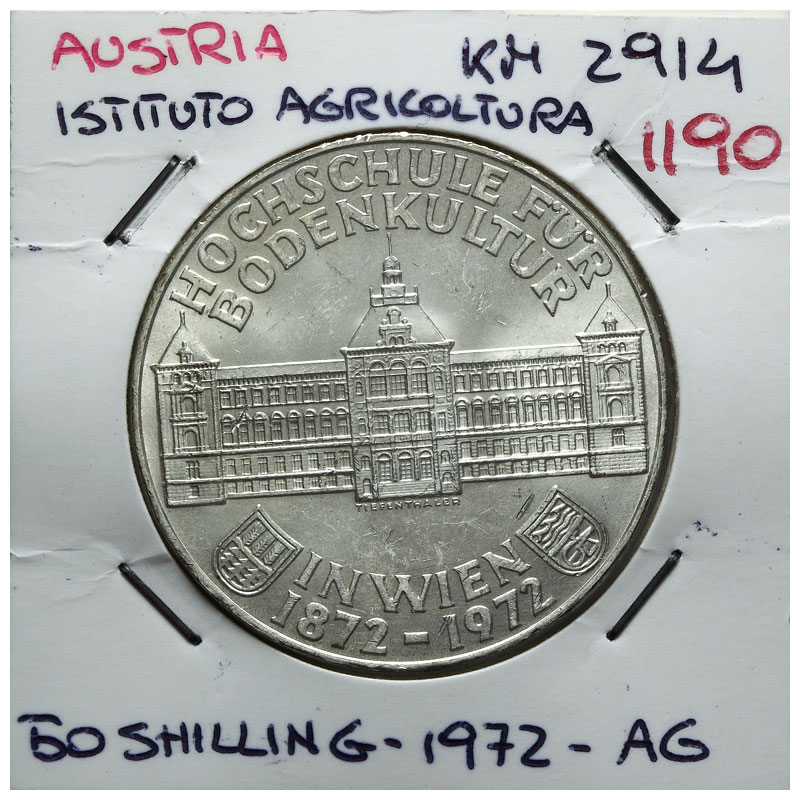 AUSTRIA KM 2914
ISTITUTO AGRICOLTURA
1190
HOCHSCHULE FÜR
BODENKULTUR
TIEFENTHALER
IN WIEN
1872-1972
50 SHILLING - 1972 - AG